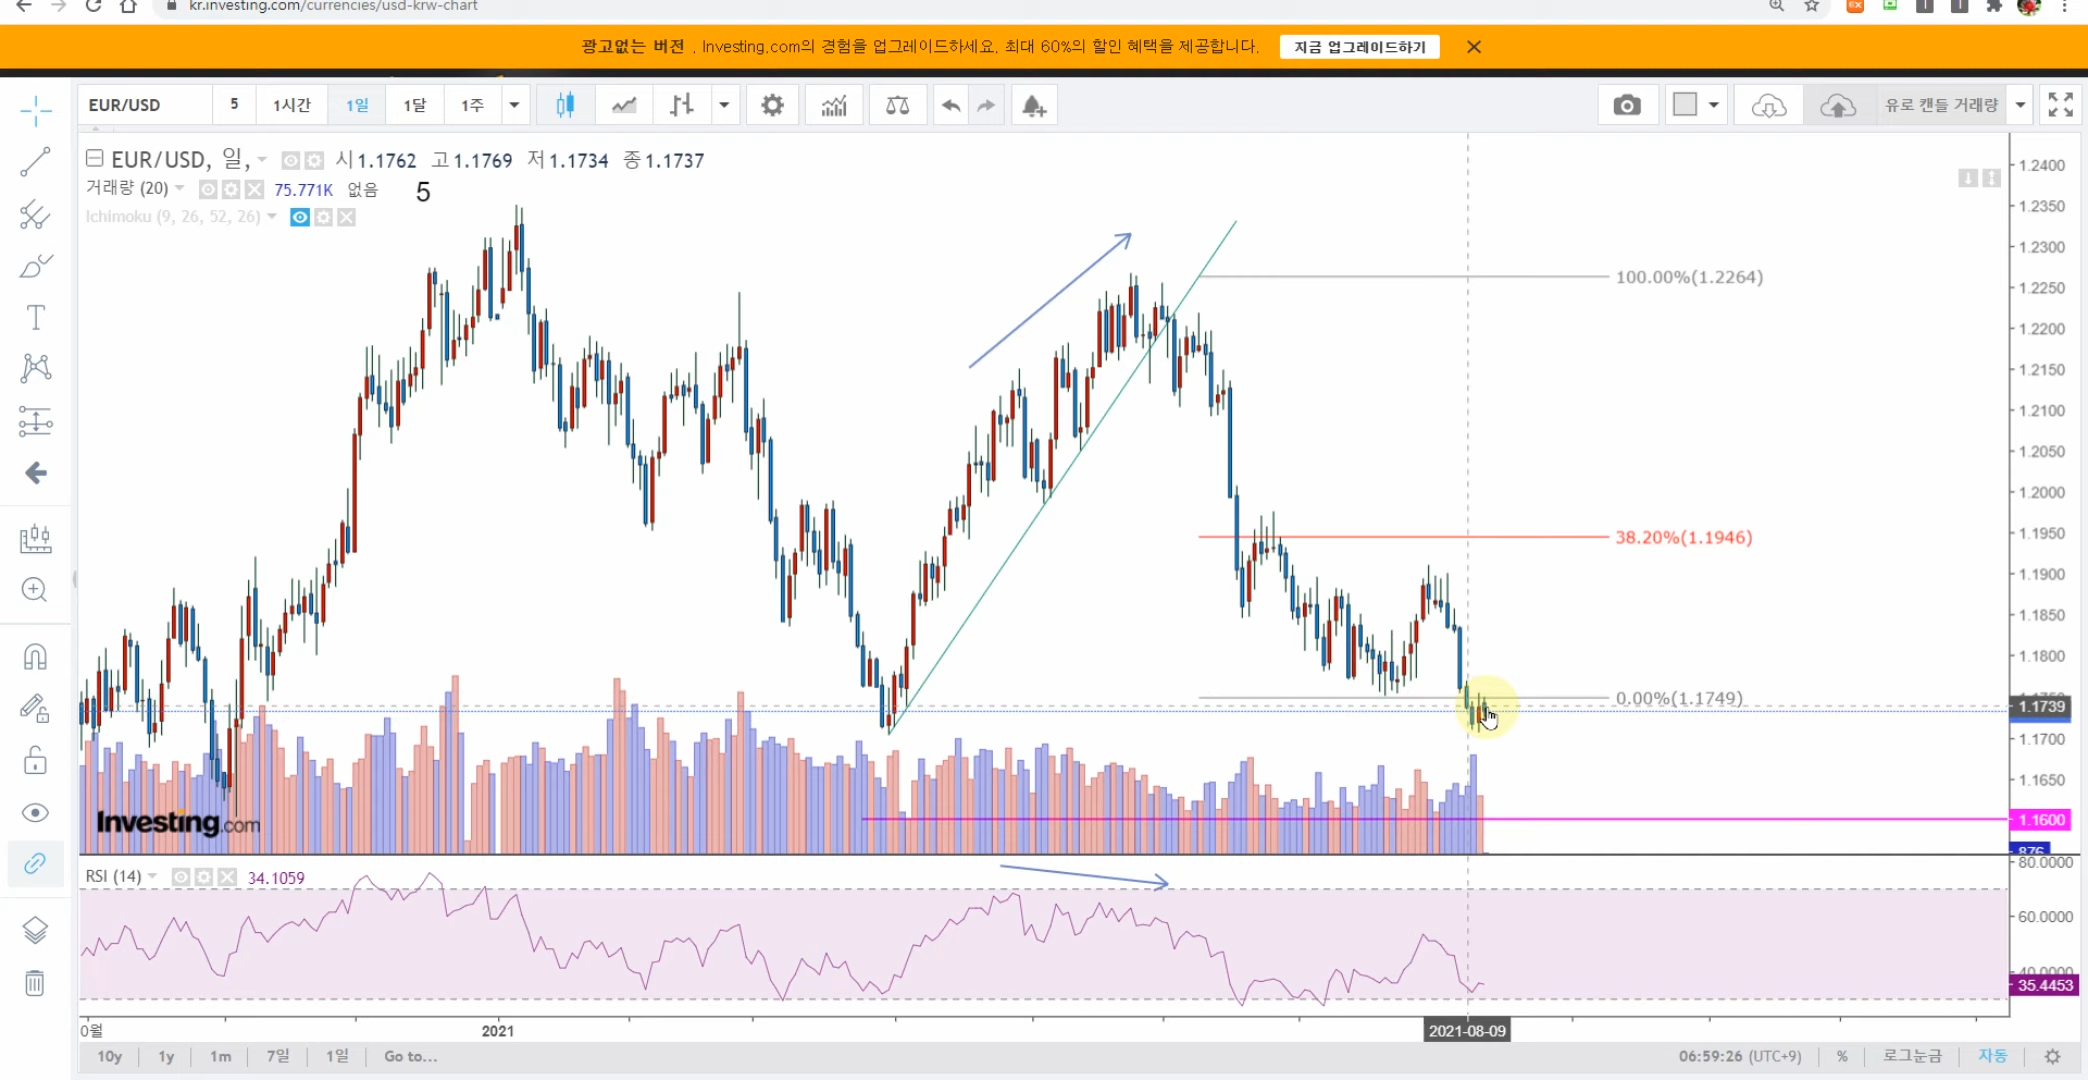 kr.investing.com/currencies/usd-krw-chart
광고없는 버전 . Investing.com의 경험을 업그레이드하세요. 최대 60%의 할인 혜택을 제공합니다. 지금 업그레이드하기
EUR/USD 5 1시간 1일 1달 1주 유로 캔들 거래량
EUR/USD, 일, 시1.1762 고1.1769 저1.1734 종1.1737
거래량 (20) 75.771K 없음 5
Ichimoku (9, 26, 52, 26)
1.2400
1.2350
1.2300
100.00%(1.2264)
1.2250
1.2200
1.2150
1.2100
1.2050
1.2000
38.20%(1.1946)
1.1950
1.1900
1.1850
1.1800
0.00%(1.1749)
1.1739
1.1700
1.1650
1.1600
Investing.com
876
80.0000
RSI (14) 34.1059
60.0000
40.0000
35.4453
0월 2021 2021-08-09
10y 1y 1m 7일 1일 Go to... 06:59:26 (UTC+9) % 로그눈금 자동